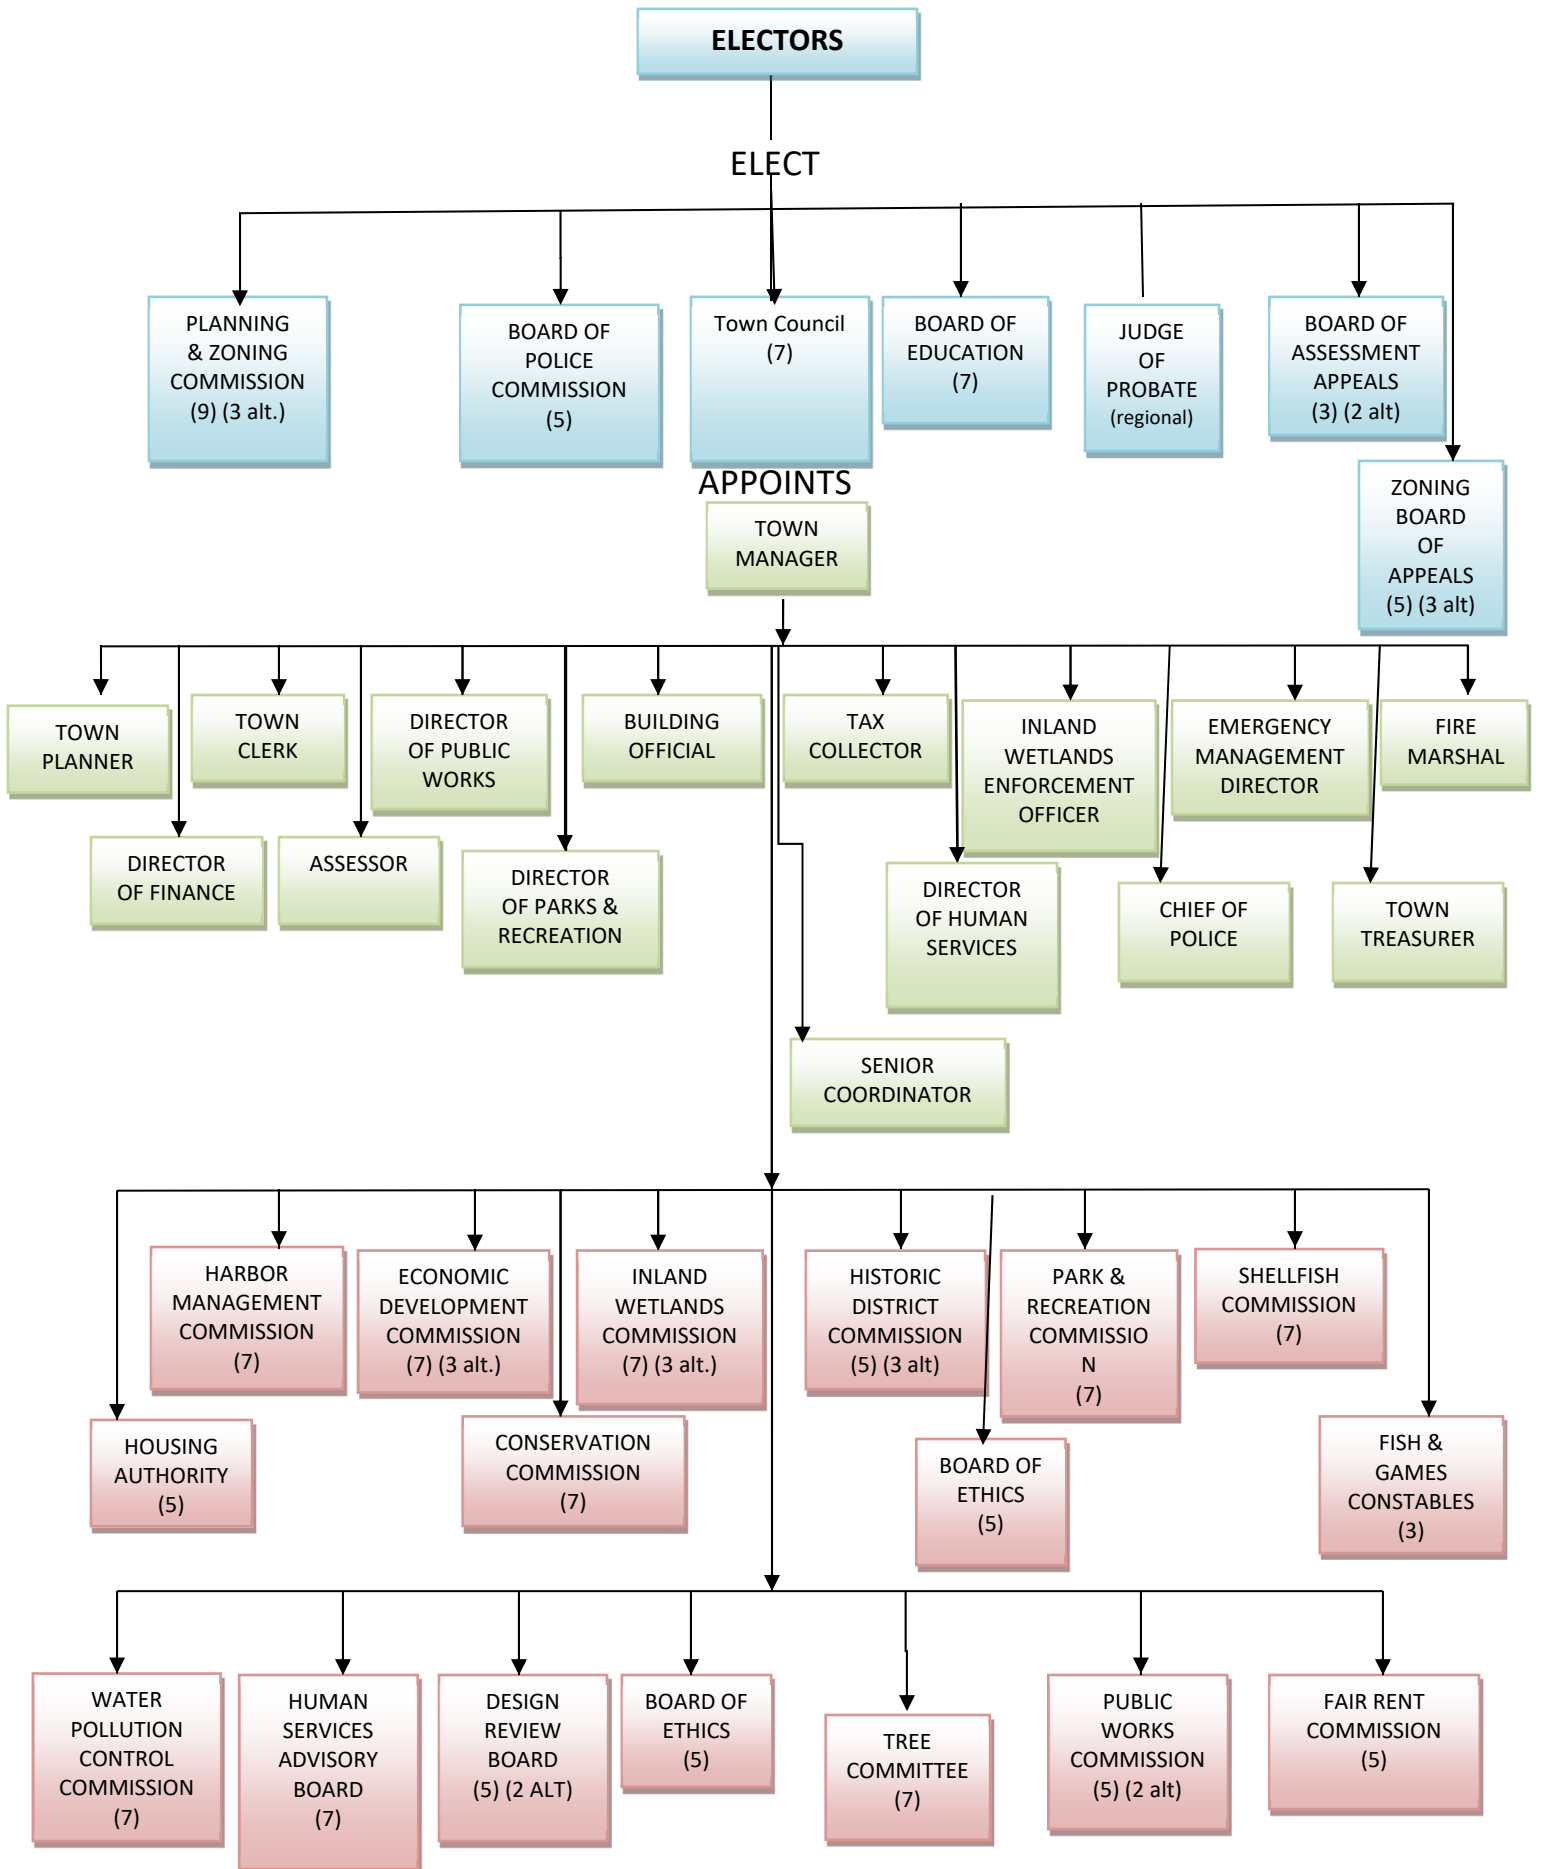 ELECTORS
ELECT
PLANNING
& ZONING
COMMISSION
(9) (3 alt.)
BOARD OF
POLICE
COMMISSION
(5)
Town Council
(7)
BOARD OF
EDUCATION
(7)
JUDGE
OF
PROBATE
(regional)
BOARD OF
ASSESSMENT
APPEALS
(3) (2 alt)
ZONING
BOARD
OF
APPEALS
(5) (3 alt)
APPOINTS
TOWN
MANAGER
TOWN
PLANNER
TOWN
CLERK
DIRECTOR
OF PUBLIC
WORKS
BUILDING
OFFICIAL
TAX
COLLECTOR
INLAND
WETLANDS
ENFORCEMENT
OFFICER
EMERGENCY
MANAGEMENT
DIRECTOR
FIRE
MARSHAL
DIRECTOR
OF FINANCE
ASSESSOR
DIRECTOR
OF PARKS &
RECREATION
DIRECTOR
OF HUMAN
SERVICES
CHIEF OF
POLICE
TOWN
TREASURER
SENIOR
COORDINATOR
HARBOR
MANAGEMENT
COMMISSION
(7)
ECONOMIC
DEVELOPMENT
COMMISSION
(7) (3 alt.)
INLAND
WETLANDS
COMMISSION
(7) (3 alt.)
HISTORIC
DISTRICT
COMMISSION
(5) (3 alt)
PARK &
RECREATION
COMMISSIO
N
(7)
SHELLFISH
COMMISSION
(7)
HOUSING
AUTHORITY
(5)
CONSERVATION
COMMISSION
(7)
BOARD OF
ETHICS
(5)
FISH &
GAMES
CONSTABLES
(3)
WATER
POLLUTION
CONTROL
COMMISSION
(7)
HUMAN
SERVICES
ADVISORY
BOARD
(7)
DESIGN
REVIEW
BOARD
(5) (2 ALT)
BOARD OF
ETHICS
(5)
TREE
COMMITTEE
(7)
PUBLIC
WORKS
COMMISSION
(5) (2 alt)
FAIR RENT
COMMISSION
(5)